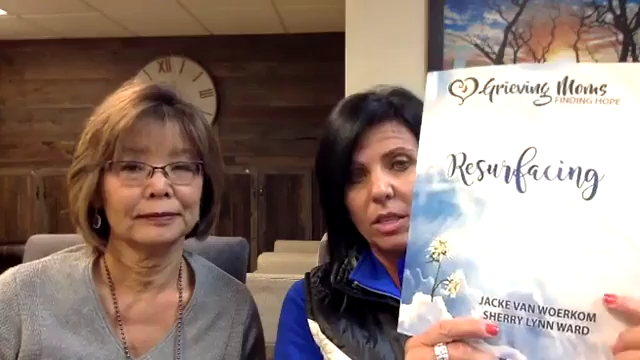 Grieving Moms
FINDING HOPE
Resurfacing
JACKE VAN WOERKOM
SHERRY LYNN WARD